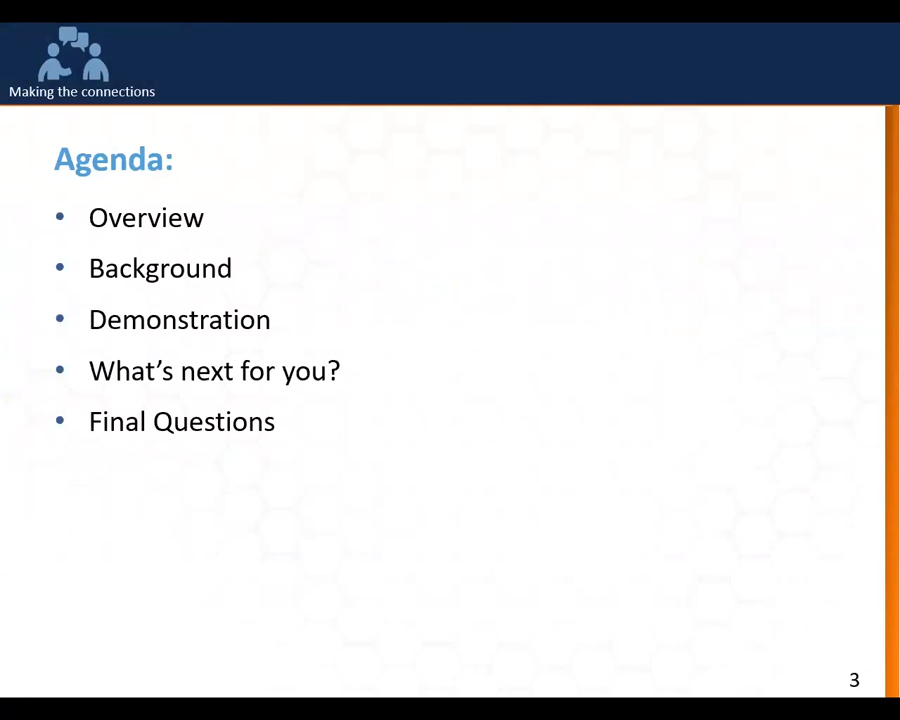 Making the connections
Agenda:
• Overview
• Background
• Demonstration
• What’s next for you?
• Final Questions
3